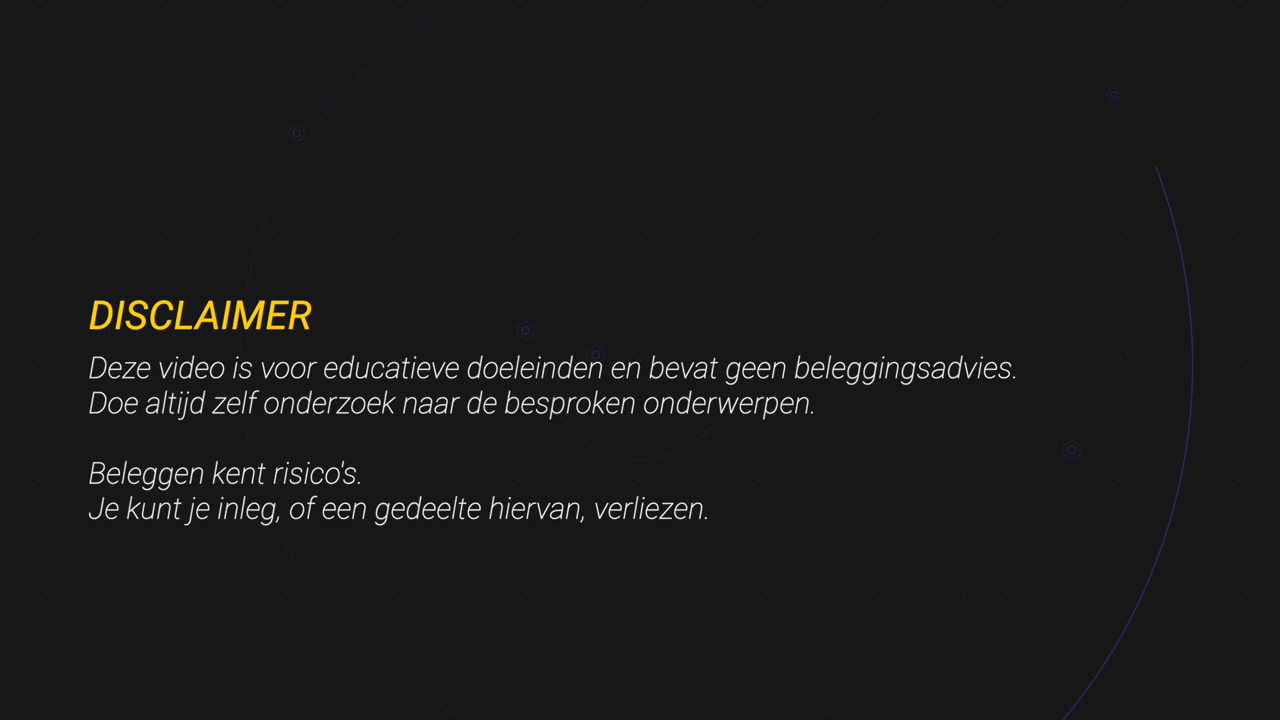 DISCLAIMER
Deze video is voor educatieve doeleinden en bevat geen beleggingsadvies.
Doe altijd zelf onderzoek naar de besproken onderwerpen.
Beleggen kent risico's.
Je kunt je inleg, of een gedeelte hiervan, verliezen.